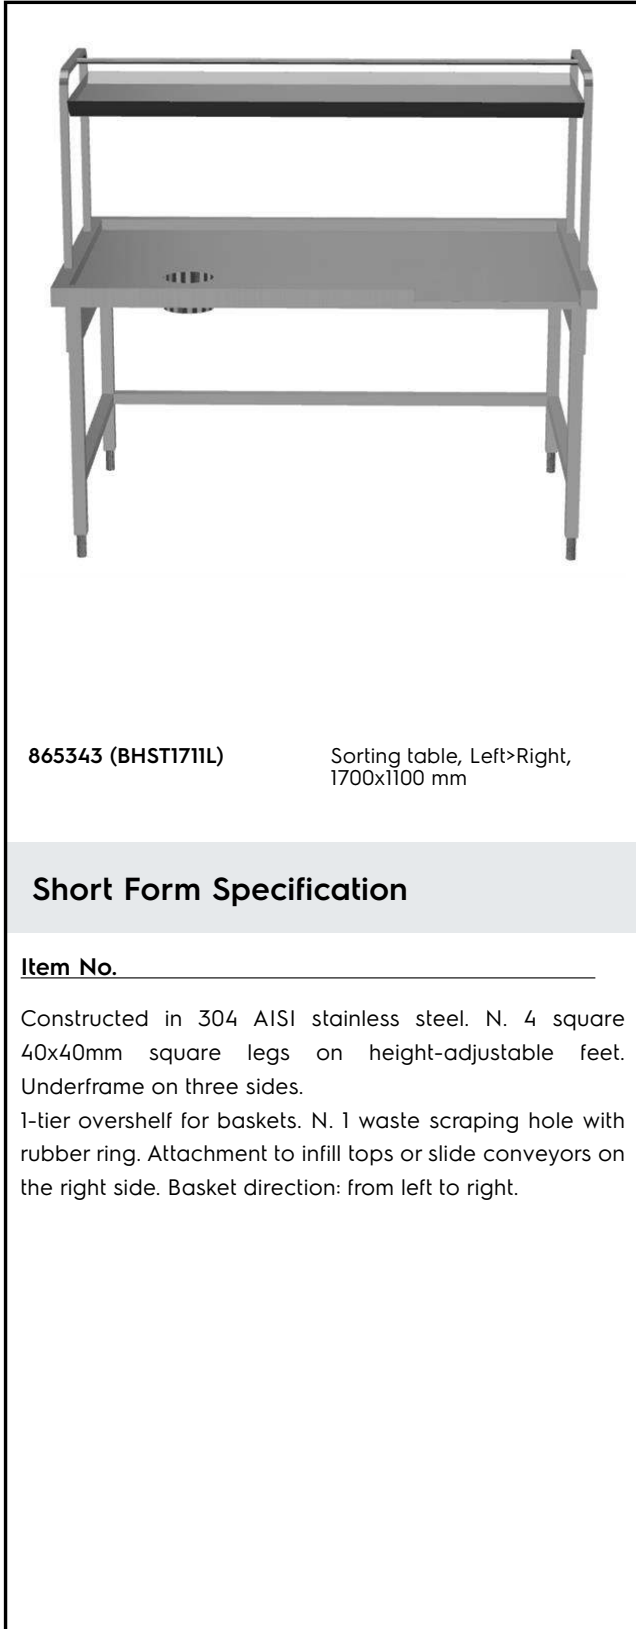 865343 (BHST1711L)
Sorting table, Left>Right,
1700x1100 mm
Short Form Specification
Item No.
Constructed in 304 AISI stainless steel. N. 4 square
40x40mm square legs on height-adjustable feet.
Underframe on three sides.
1-tier overshelf for baskets. N. 1 waste scraping hole with
rubber ring. Attachment to infill tops or slide conveyors on
the right side. Basket direction: from left to right.